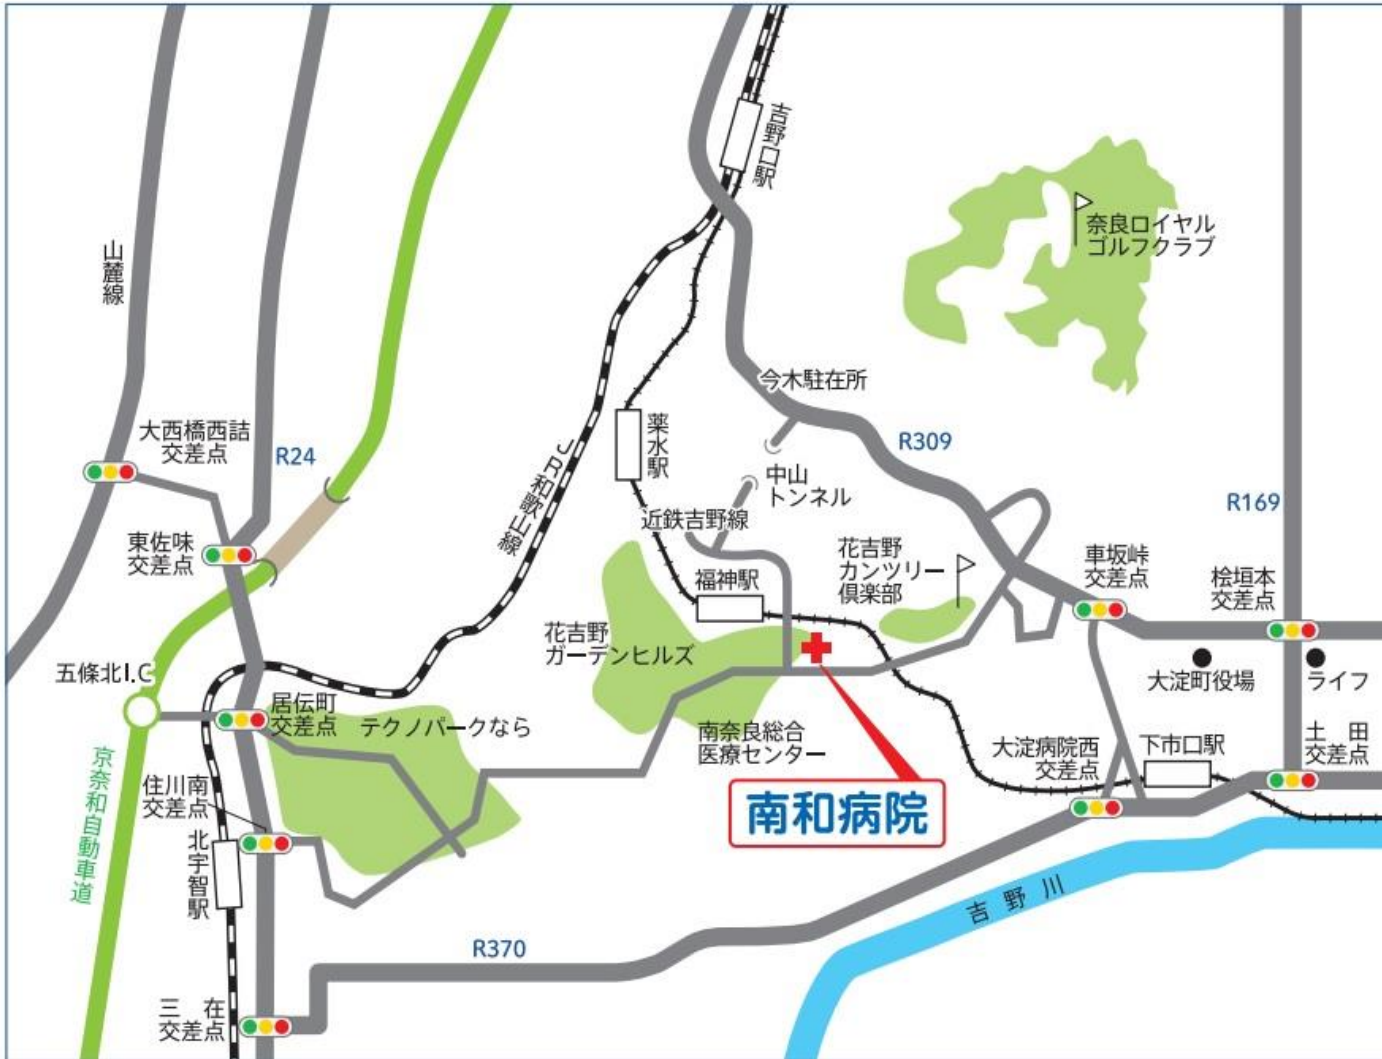 吉野口駅
奈良ロイヤル
ゴルフクラブ
山麓線
今木駐在所
大西橋西詰
交差点
R24
JR和歌山線
薬水駅
R309
中山
トンネル
R169
近鉄吉野線
東佐味
交差点
花吉野
カンツリー
倶楽部
車坂峠
交差点
桧垣本
交差点
福神駅
花吉野
ガーデンヒルズ
五條北I.C
大淀町役場
ライフ
居伝町
交差点
テクノパークなら
南奈良総合
医療センター
大淀病院西
交差点
下市口駅
土田
交差点
京奈和自動車道
住川南
交差点
南和病院
北宇智駅
吉野川
R370
三在
交差点